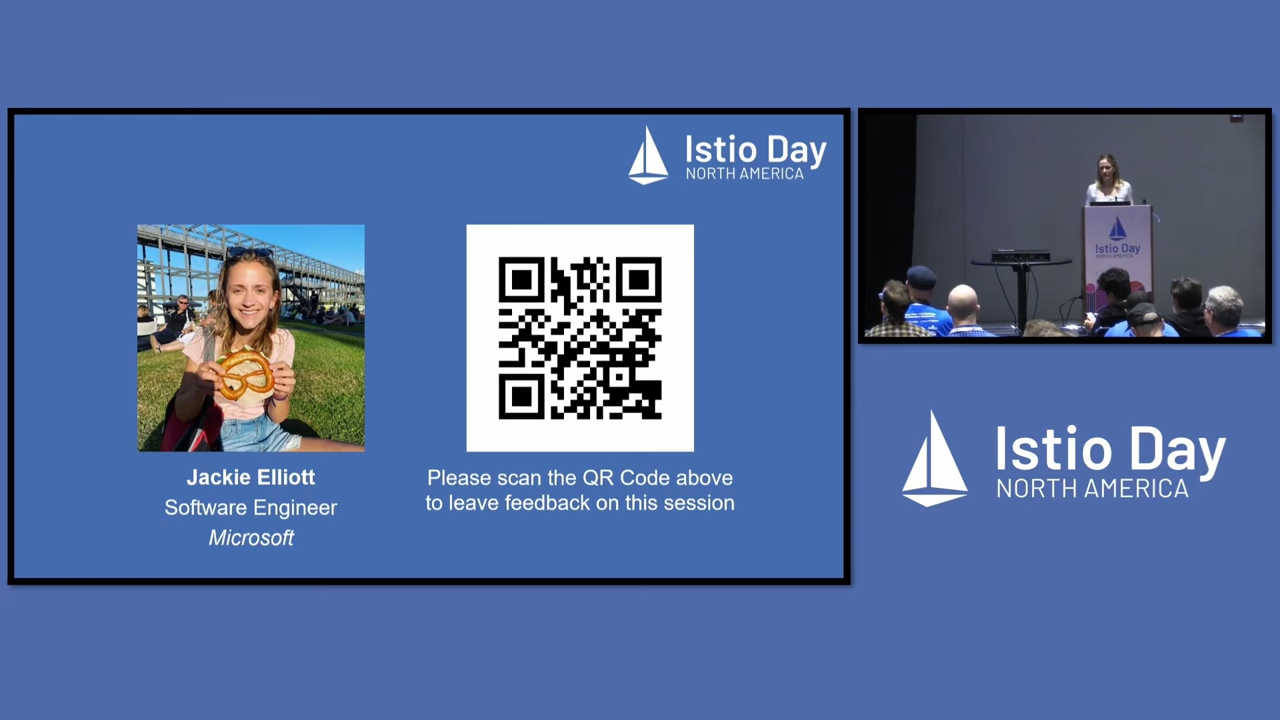 Istio Day
NORTH AMERICA
Jackie Elliott
Software Engineer
Microsoft
Please scan the QR Code above
to leave feedback on this session
Istio Day
NORTH AMERICA
Istio Day
NORTH AMERICA